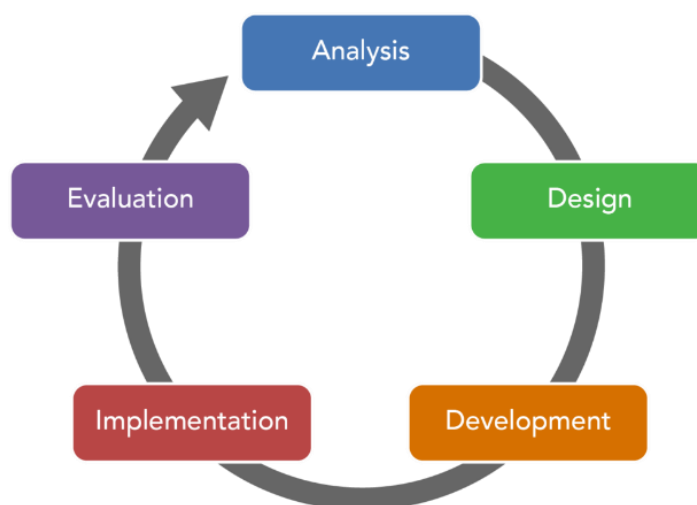 Analysis
Design
Development
Implementation
Evaluation